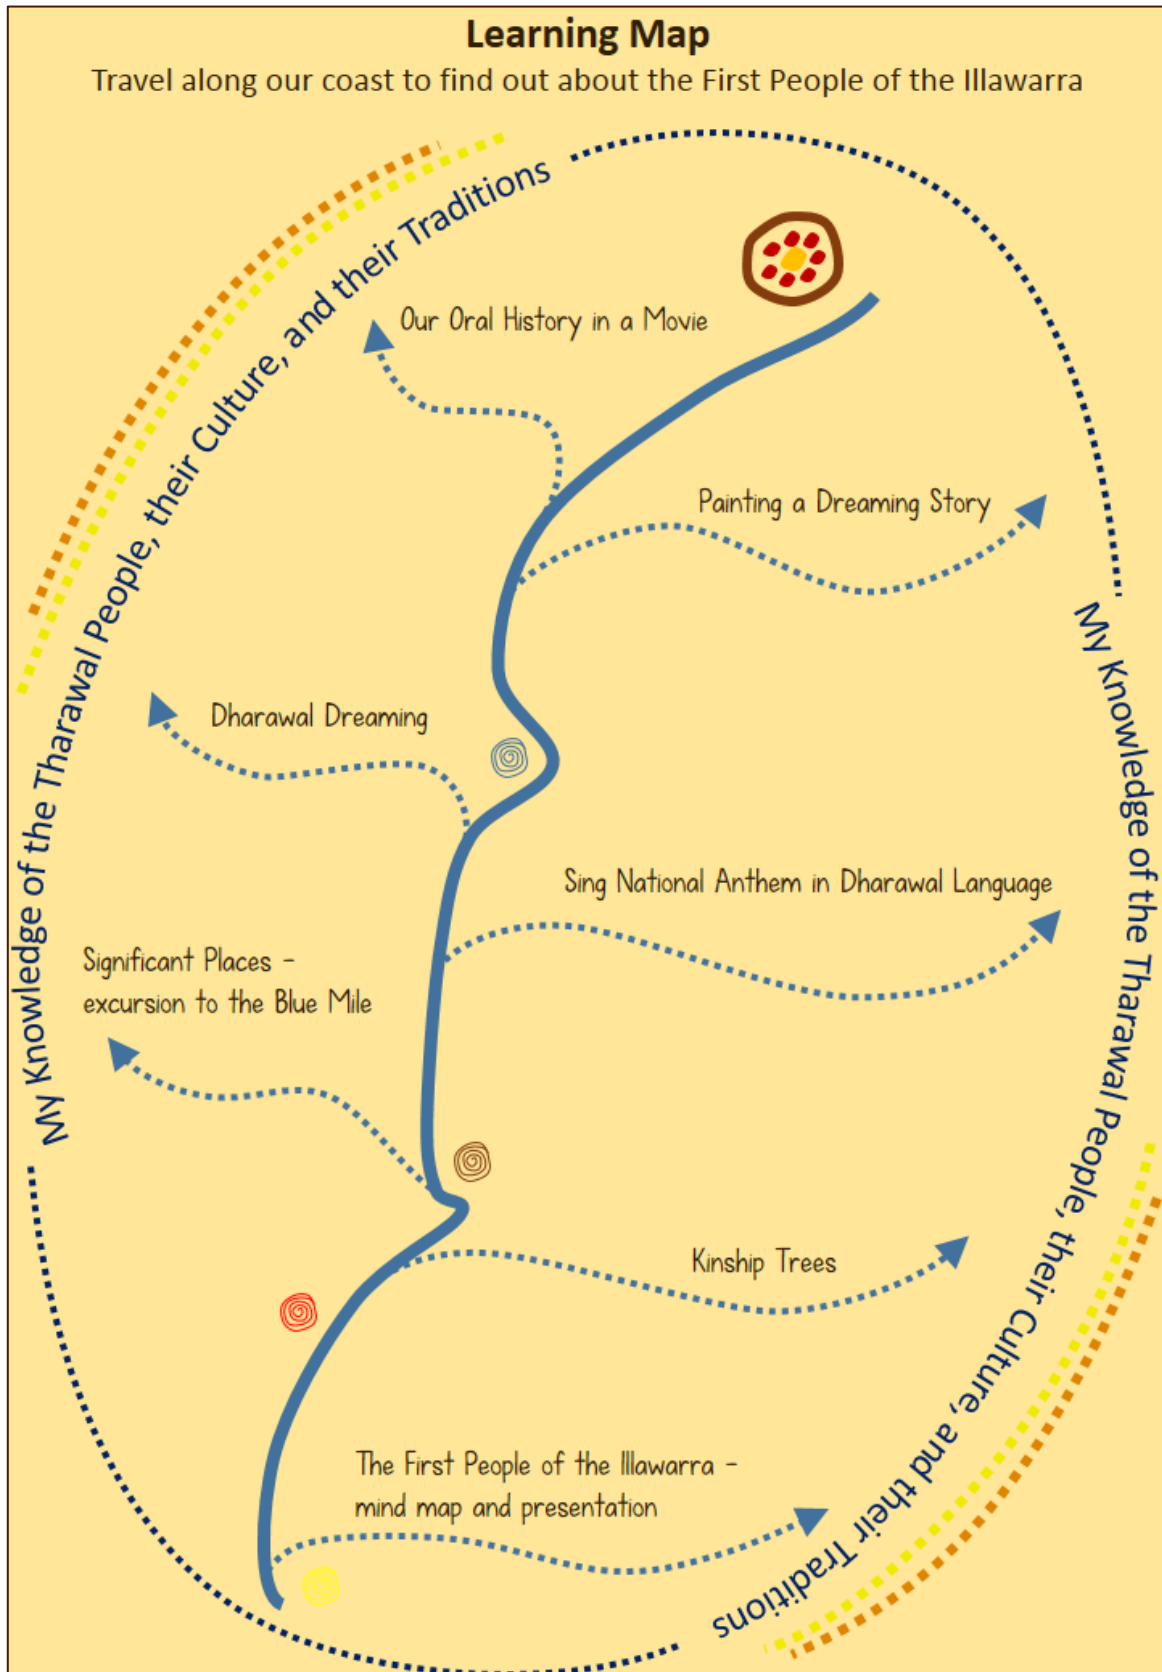 Learning Map
Travel along our coast to find out about the First People of the Illawarra
My Knowledge of the Tharawal People, their Culture, and their Traditions
Our Oral History in a Movie
Painting a Dreaming Story
Dharawal Dreaming
Sing National Anthem in Dharawal Language
Significant Places -
excursion to the Blue Mile
Kinship Trees
The First People of the Illawarra -
mind map and presentation
My Knowledge of the Tharawal People, their Culture, and their Traditions